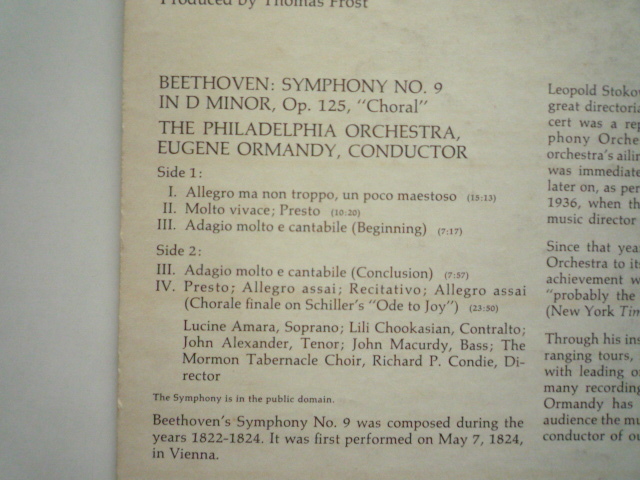 Produced by Thomas Frost
BEETHOVEN: SYMPHONY NO. 9
IN D MINOR, Op. 125, "Choral"
THE PHILADELPHIA ORCHESTRA,
EUGENE ORMANDY, CONDUCTOR
Side 1:
I. Allegro ma non troppo, un poco maestoso (15:15)
II. Molto vivace; Presto (10:20)
III. Adagio molto e cantabile (Beginning) (7:17)
Side 2:
III. Adagio molto e cantabile (Conclusion) (7:57)
IV. Presto; Allegro assai; Recitativo; Allegro assai
(Chorale finale on Schiller's "Ode to Joy") (23:50)
Lucine Amara, Soprano; Lili Chookasian, Contralto;
John Alexander, Tenor; John Macurdy, Bass; The
Mormon Tabernacle Choir, Richard P. Condie, Di-
rector
The Symphony is in the public domain.
Beethoven's Symphony No. 9 was composed during the
years 1822-1824. It was first performed on May 7, 1824,
in Vienna.
Leopold Stoko
great directoria
cert was a rep
phony Orche
orchestra's ailin
was immediate
later on, as per
1936, when th
music director
Since that yea
Orchestra to its
achievement w
"probably the
(New York Tim
Through his ins
ranging tours,
with leading o
many recording
Ormandy has
audience the mu
conductor of ou